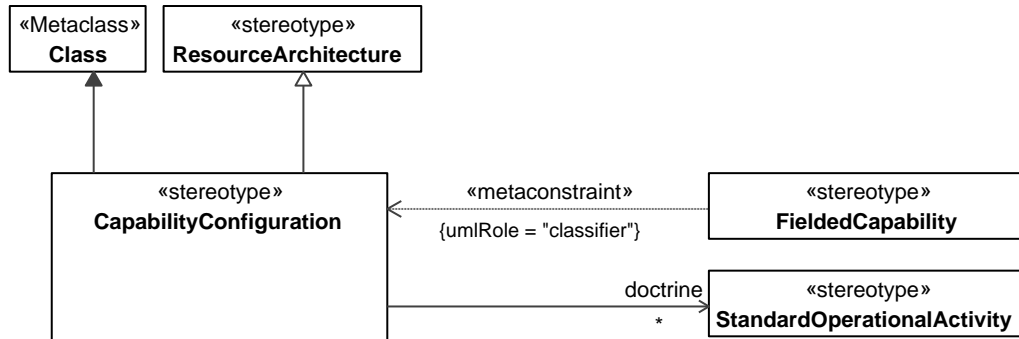 «Metaclass»
Class
«stereotype»
ResourceArchitecture
«stereotype»
CapabilityConfiguration
«metaconstraint»
{umlRole = "classifier"}
«stereotype»
FieldedCapability
doctrine
*
«stereotype»
StandardOperationalActivity